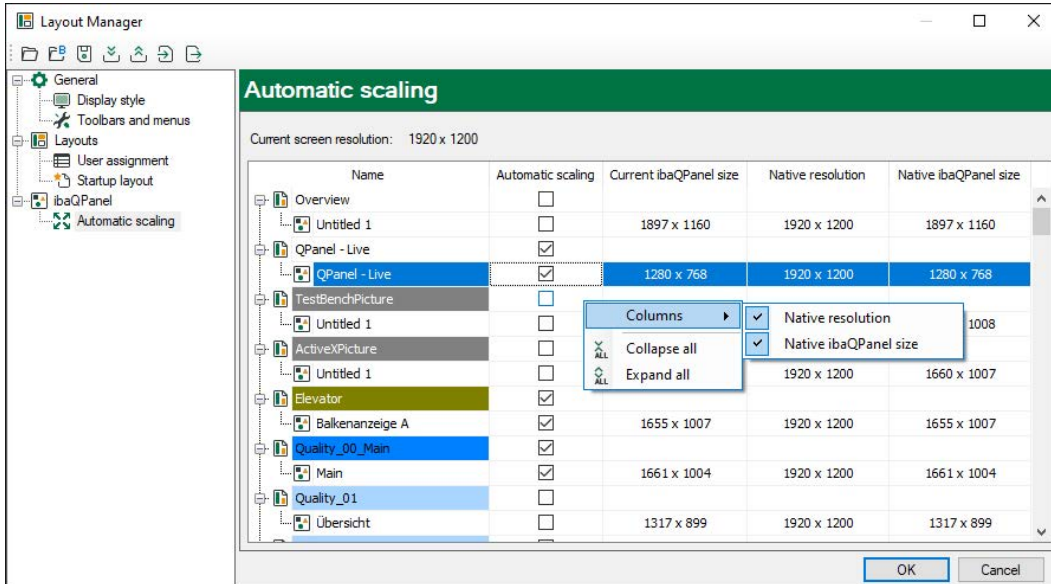 Layout Manager
General
Display style
Toolbars and menus
Layouts
User assignment
Startup layout
ibaQPanel
Automatic scaling
Automatic scaling
Current screen resolution: 1920 x 1200
Name Automatic scaling Current ibaQPanel size Native resolution Native ibaQPanel size
Overview
Untitled 1 1897 x 1160 1920 x 1200 1897 x 1160
QPanel - Live
QPanel - Live 1280 x 768 1920 x 1200 1280 x 768
TestBenchPicture
Untitled 1 1008
ActiveXPicture
Untitled 1 1920 x 1200 1660 x 1007
Elevator
Balkenanzeige A 1655 x 1007 1920 x 1200 1655 x 1007
Quality_00_Main
Main 1661 x 1004 1920 x 1200 1661 x 1004
Quality_01
Übersicht 1317 x 899 1920 x 1200 1317 x 899
Columns
Collapse all
Expand all
Native resolution
Native ibaQPanel size
OK Cancel